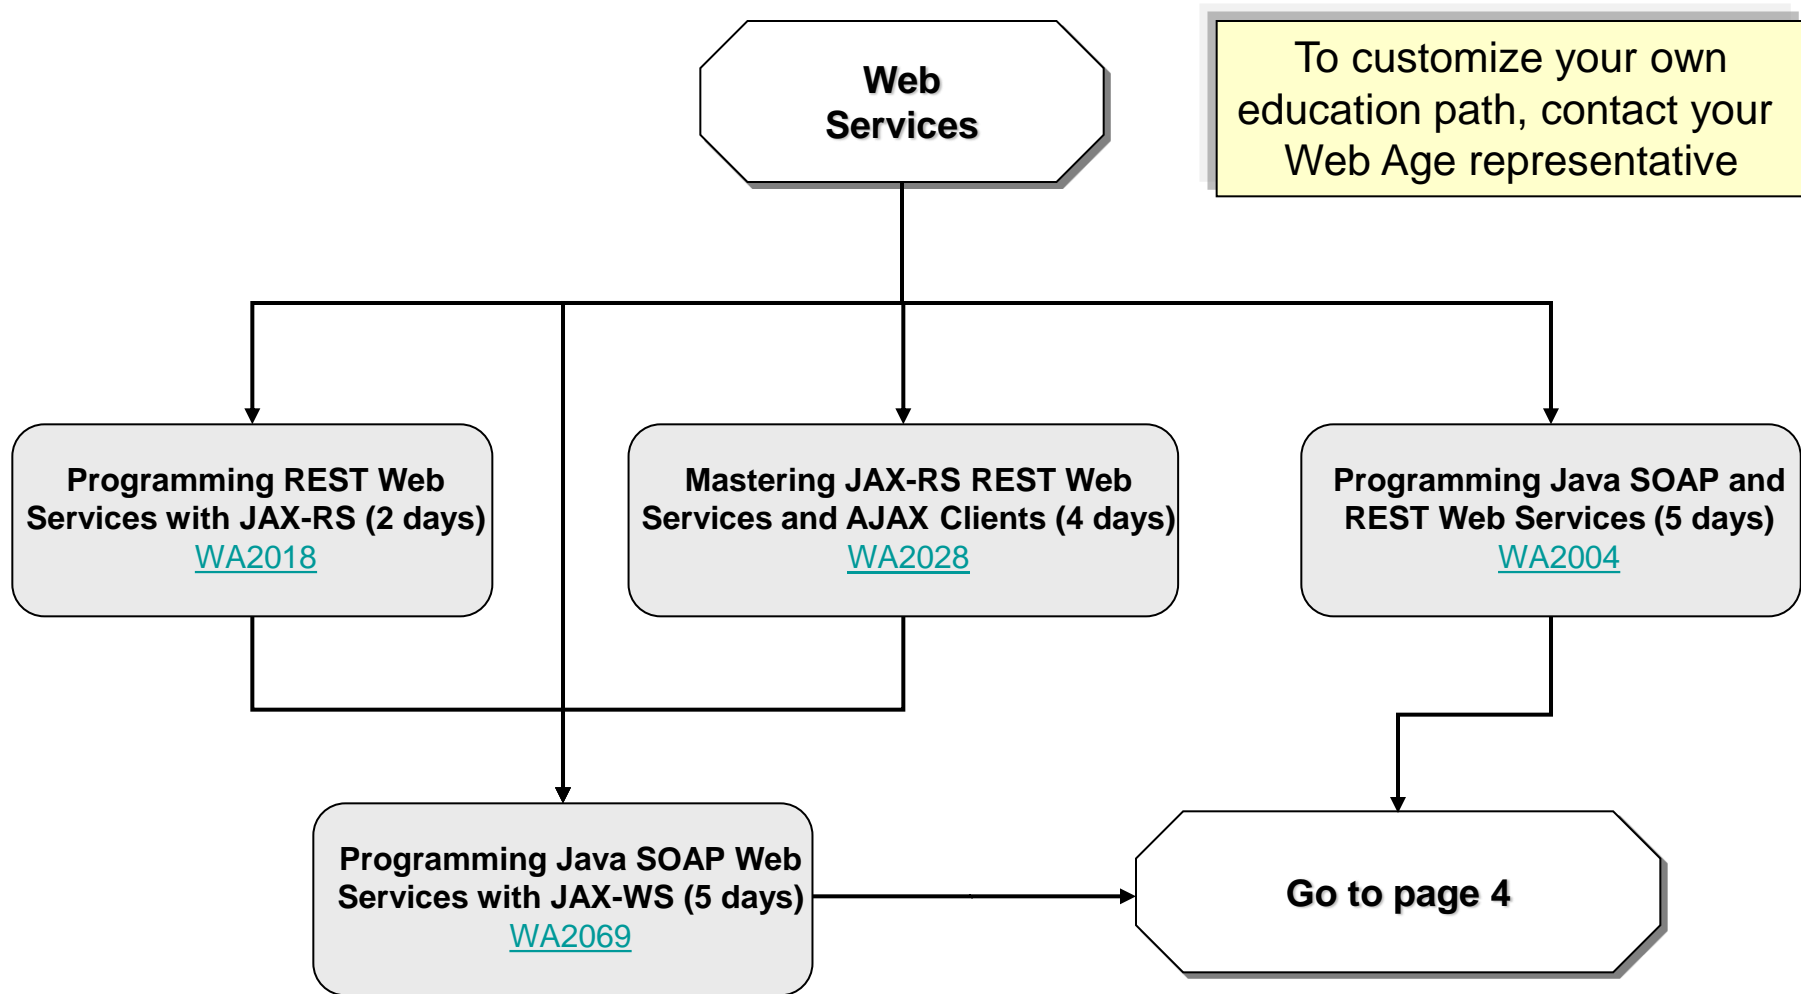 Web
Services
To customize your own
education path, contact your
Web Age representative
Programming REST Web
Services with JAX-RS (2 days)
WA2018
Mastering JAX-RS REST Web
Services and AJAX Clients (4 days)
WA2028
Programming Java SOAP and
REST Web Services (5 days)
WA2004
Programming Java SOAP Web
Services with JAX-WS (5 days)
WA2069
Go to page 4